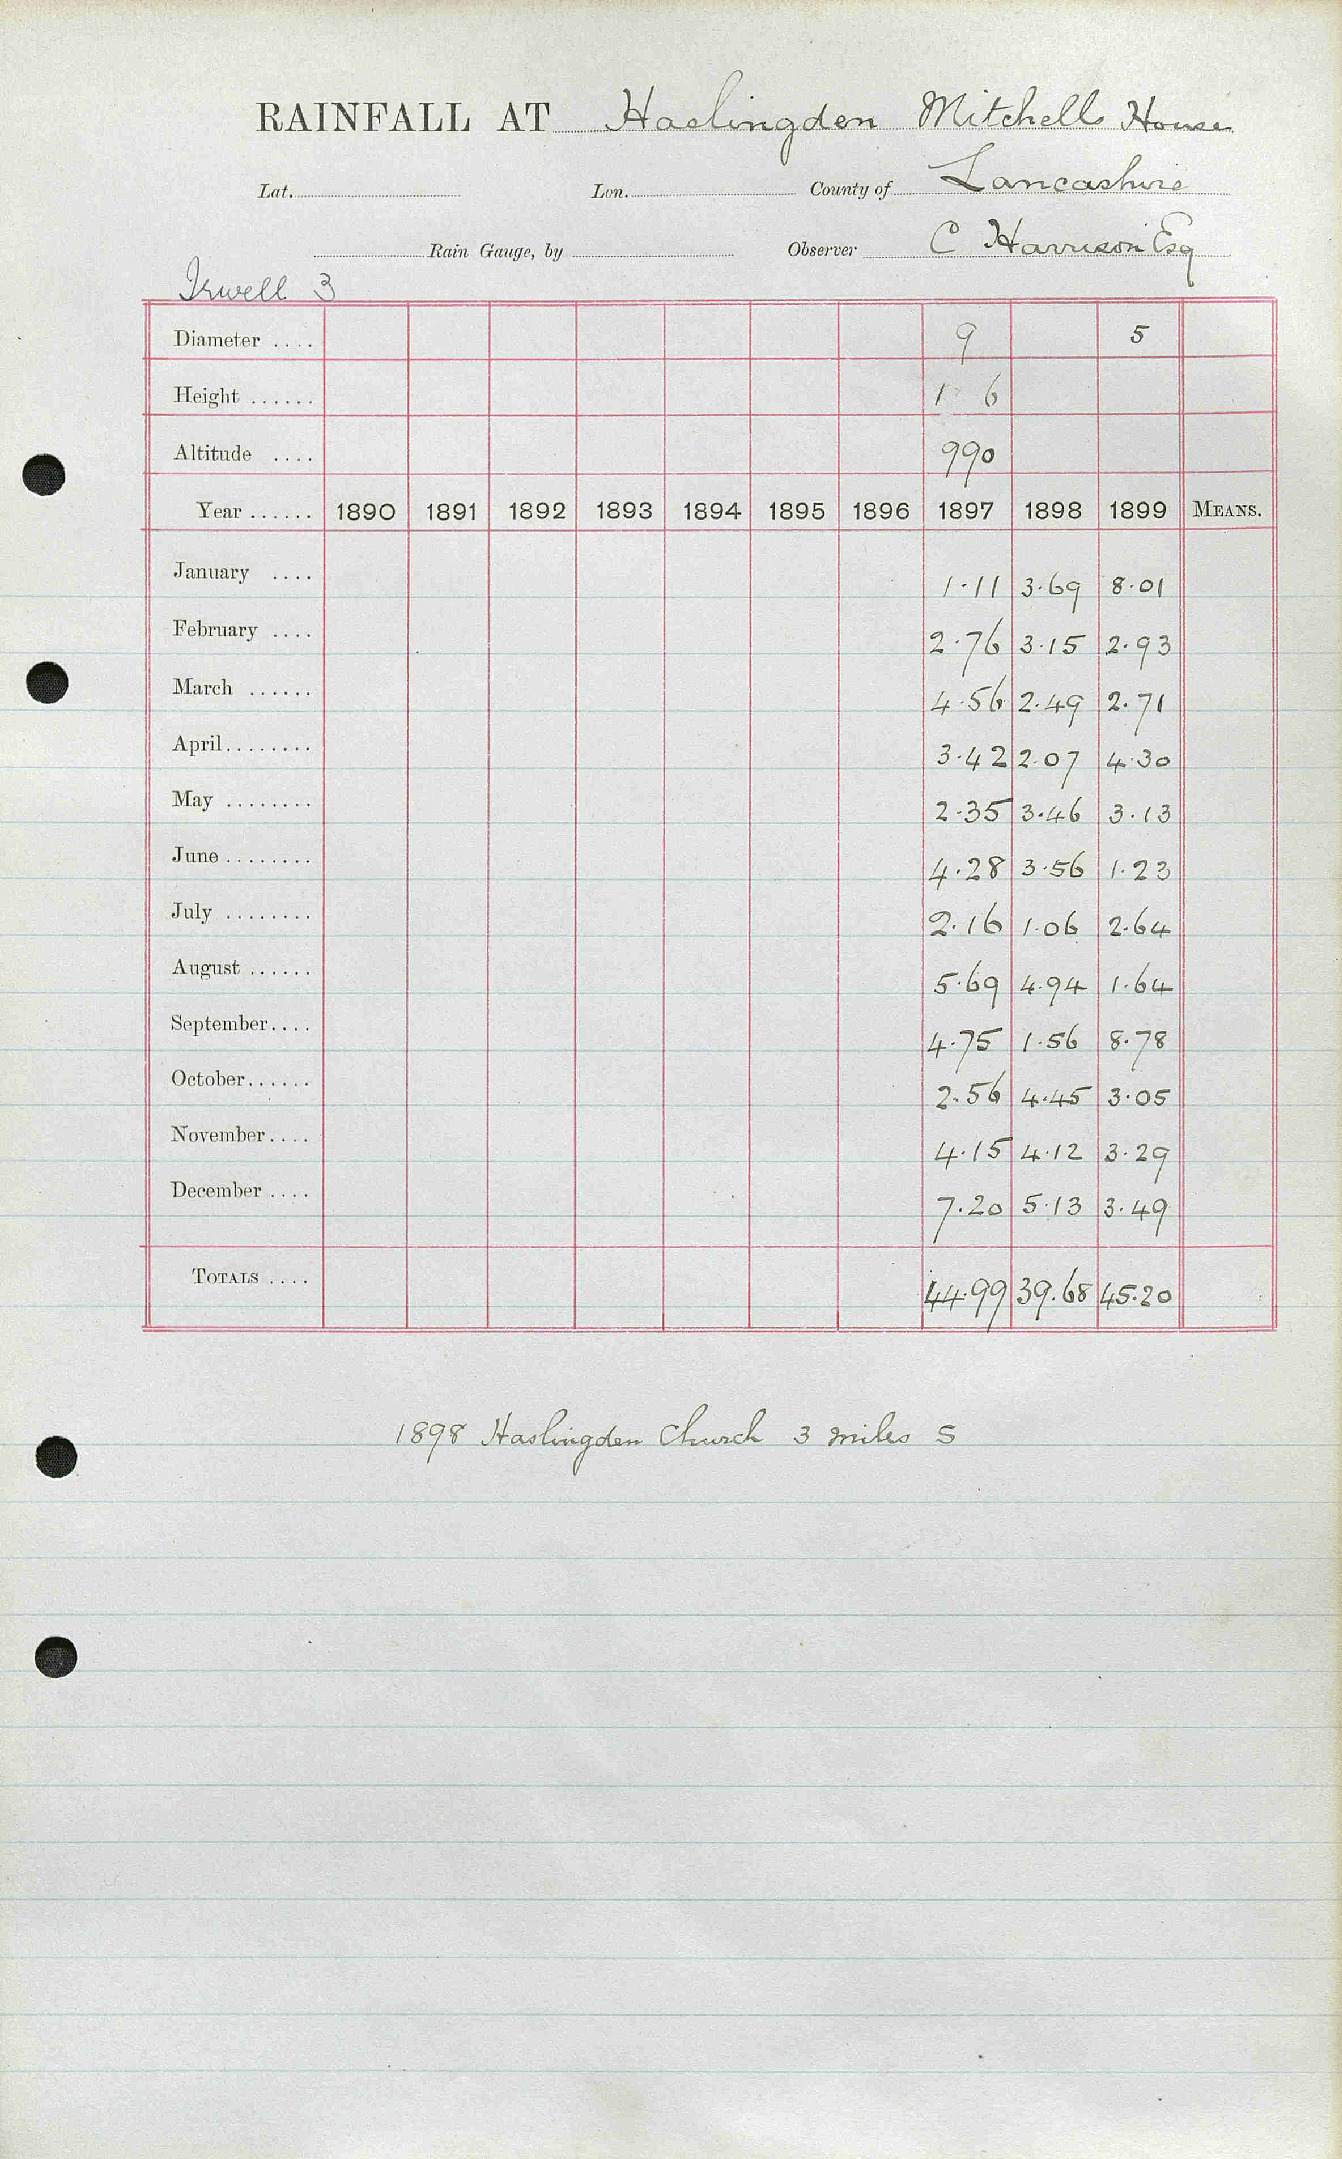 RAINFALL AT Haslingden Mitchell House
Lat. Lon. County of Lancashire
Rain Gauge, by Observer C Harrison Esq
Irwell 3
Diameter .... 9 5
Height ...... 1 6
Altitude .... 990
Year ...... 1890 1891 1892 1893 1894 1895 1896 1897 1898 1899 MEANS.
January .... 1.11 3.69 8.01
February .... 2.76 3.15 2.93
March ...... 4.56 2.49 2.71
April........ 3.42 2.07 4.30
May ........ 2.35 3.46 3.13
June ........ 4.28 3.56 1.23
July ........ 2.16 1.06 2.64
August ...... 5.69 4.94 1.64
September.... 4.75 1.56 8.78
October...... 2.56 4.45 3.05
November.... 4.15 4.12 3.29
December .... 7.20 5.13 3.49
TOTALS .... 44.99 39.68 45.20
1898 Haslingden Church 3 miles S